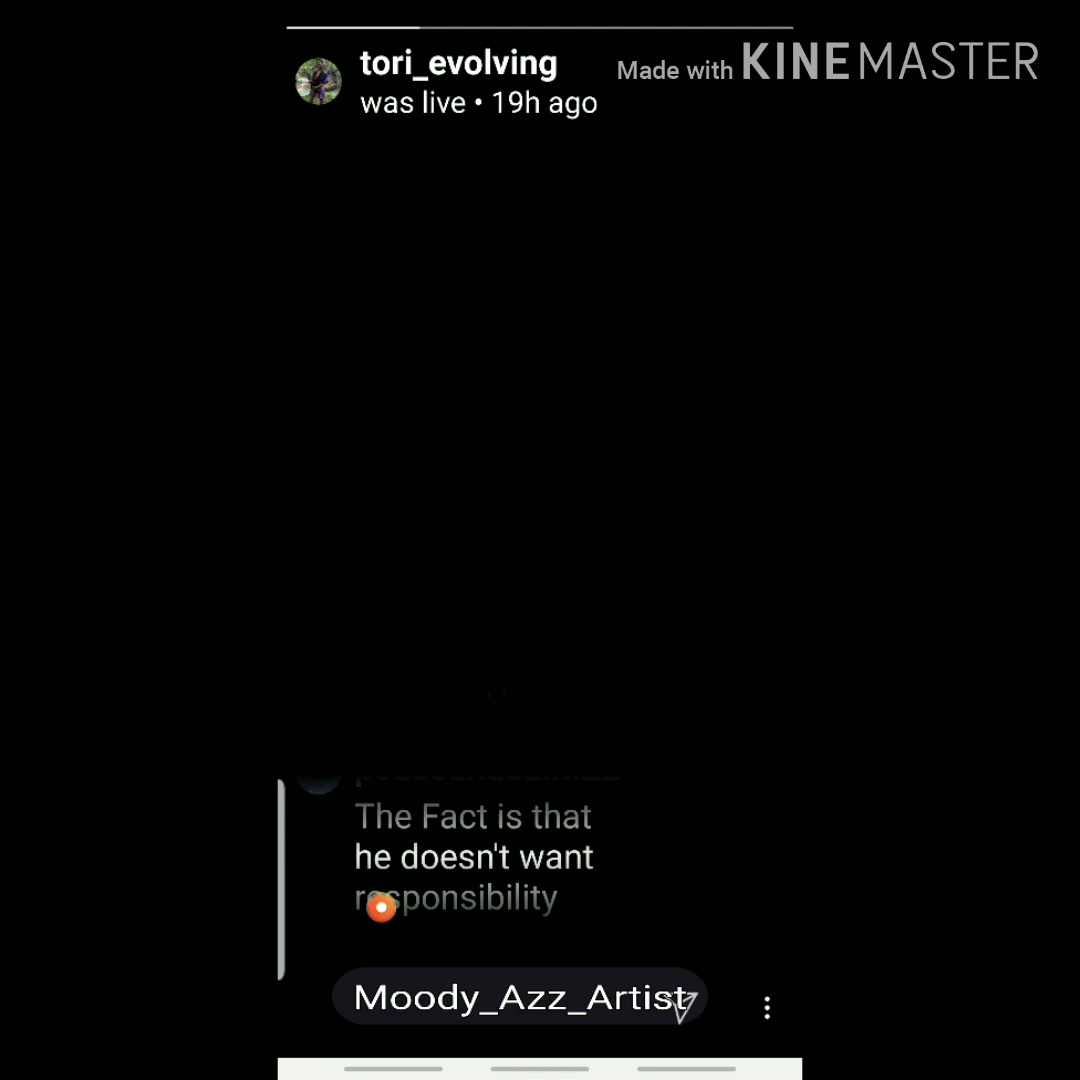 tori_evolving
Made with KINEMASTER
was live • 19h ago
The Fact is that
he doesn't want
responsibility
Moody_Azz_Artist